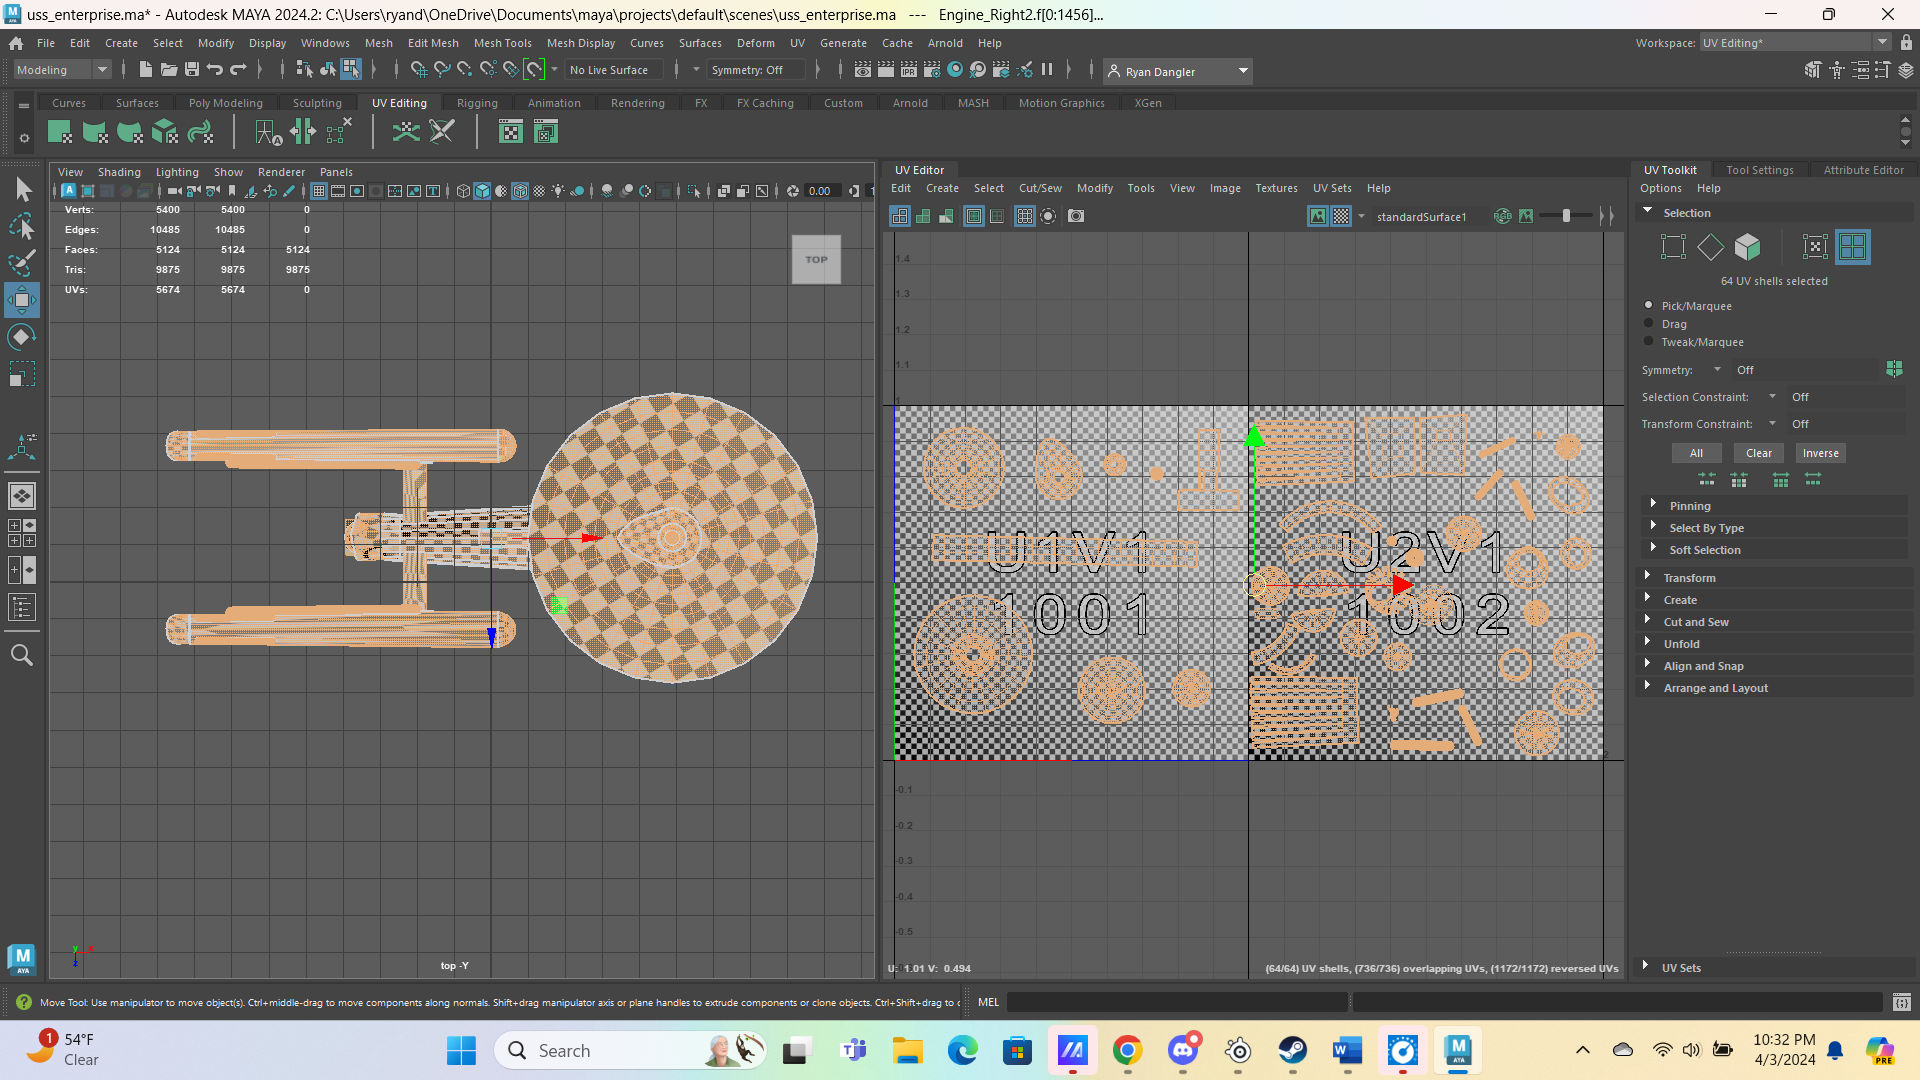 uss_enterprise.ma* - Autodesk MAYA 2024.2: C:\Users\ryand\OneDrive\Documents\maya\projects\default\scenes\uss_enterprise.ma --- Engine_Right2.f[0:1456]...
File Edit Create Select Modify Display Windows Mesh Edit Mesh Mesh Tools Mesh Display Curves Surfaces Deform UV Generate Cache Arnold Help
Workspace: UV Editing*
Modeling No Live Surface Symmetry: Off Ryan Dangler
Curves Surfaces Poly Modeling Sculpting UV Editing Rigging Animation Rendering FX FX Caching Custom Arnold MASH Motion Graphics XGen
View Shading Lighting Show Renderer Panels
0.00
Verts: 5400 5400 0
Edges: 10485 10485 0
Faces: 5124 5124 5124
Tris: 9875 9875 9875
UVs: 5674 5674 0
TOP
top -Y
UV Editor
Edit Create Select Cut/Sew Modify Tools View Image Textures UV Sets Help
standardSurface1
1.4
1.3
1.2
1.1
1
U1V1
1001
U2V1
1002
2
-0.1
-0.2
-0.3
-0.4
-0.5
U: 1.01 V: 0.494
(64/64) UV shells, (736/736) overlapping UVs, (1172/1172) reversed UVs
UV Toolkit Tool Settings Attribute Editor
Options Help
Selection
64 UV shells selected
Pick/Marquee
Drag
Tweak/Marquee
Symmetry: Off
Selection Constraint: Off
Transform Constraint: Off
All Clear Inverse
Pinning
Select By Type
Soft Selection
Transform
Create
Cut and Sew
Unfold
Align and Snap
Arrange and Layout
UV Sets
Move Tool: Use manipulator to move object(s). Ctrl+middle-drag to move components along normals. Shift+drag manipulator axis or plane handles to extrude components or clone objects. Ctrl+Shift+drag to c
MEL
1
54°F
Clear
Search
10:32 PM
4/3/2024